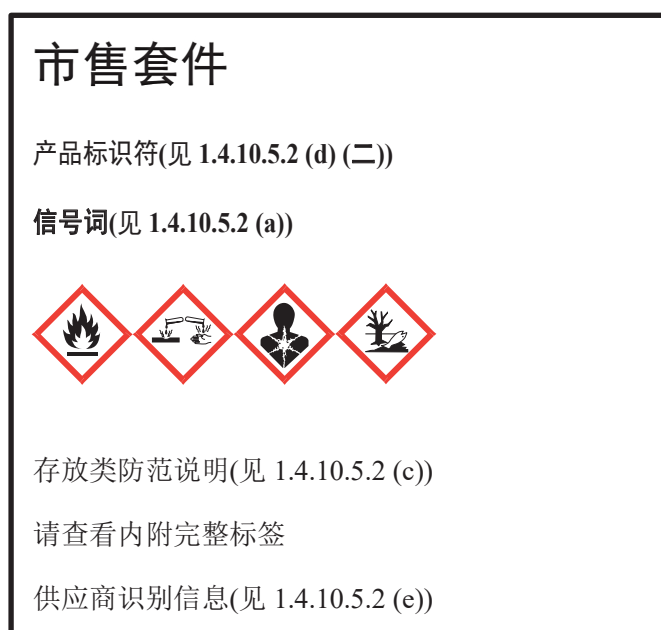 市售套件
产品标识符(见 1.4.10.5.2 (d) (二))
信号词(见 1.4.10.5.2 (a))
存放类防范说明(见 1.4.10.5.2 (c))
请查看内附完整标签
供应商识别信息(见 1.4.10.5.2 (e))